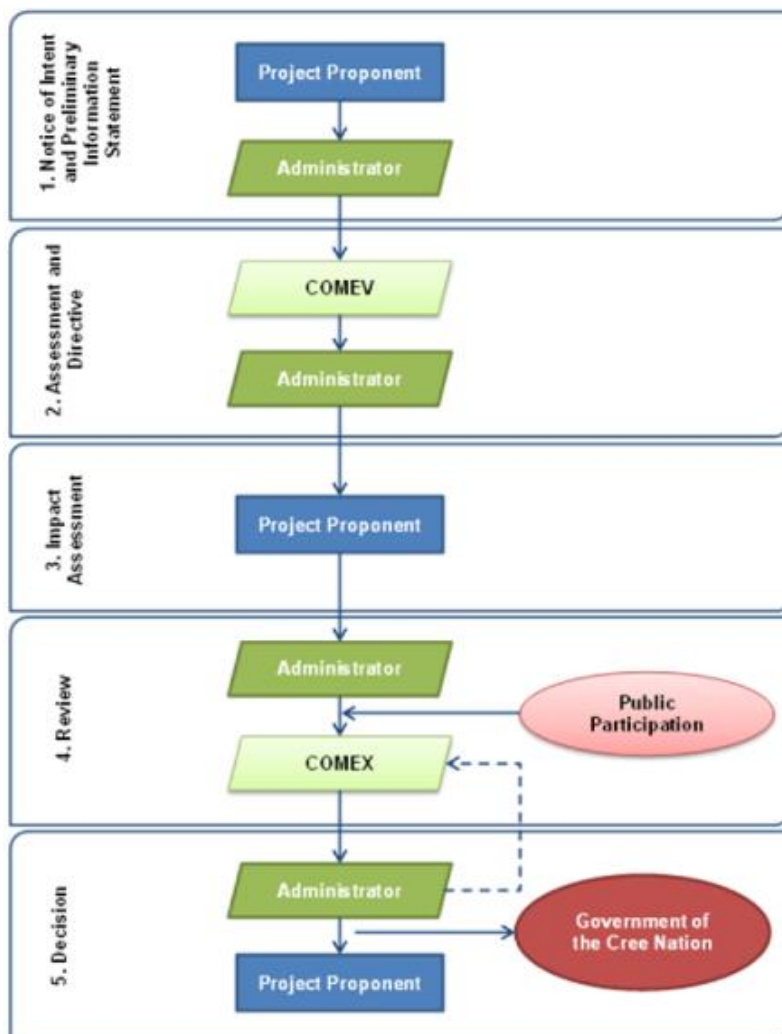 1. Notice of Intent
and Preliminary
Information
Statement
Project Proponent
Administrator
2. Assessment and
Directive
COMEV
Administrator
3. Impact
Assessment
Project Proponent
4. Review
Administrator
Public
Participation
COMEX
5. Decision
Administrator
Government of
the Cree Nation
Project Proponent